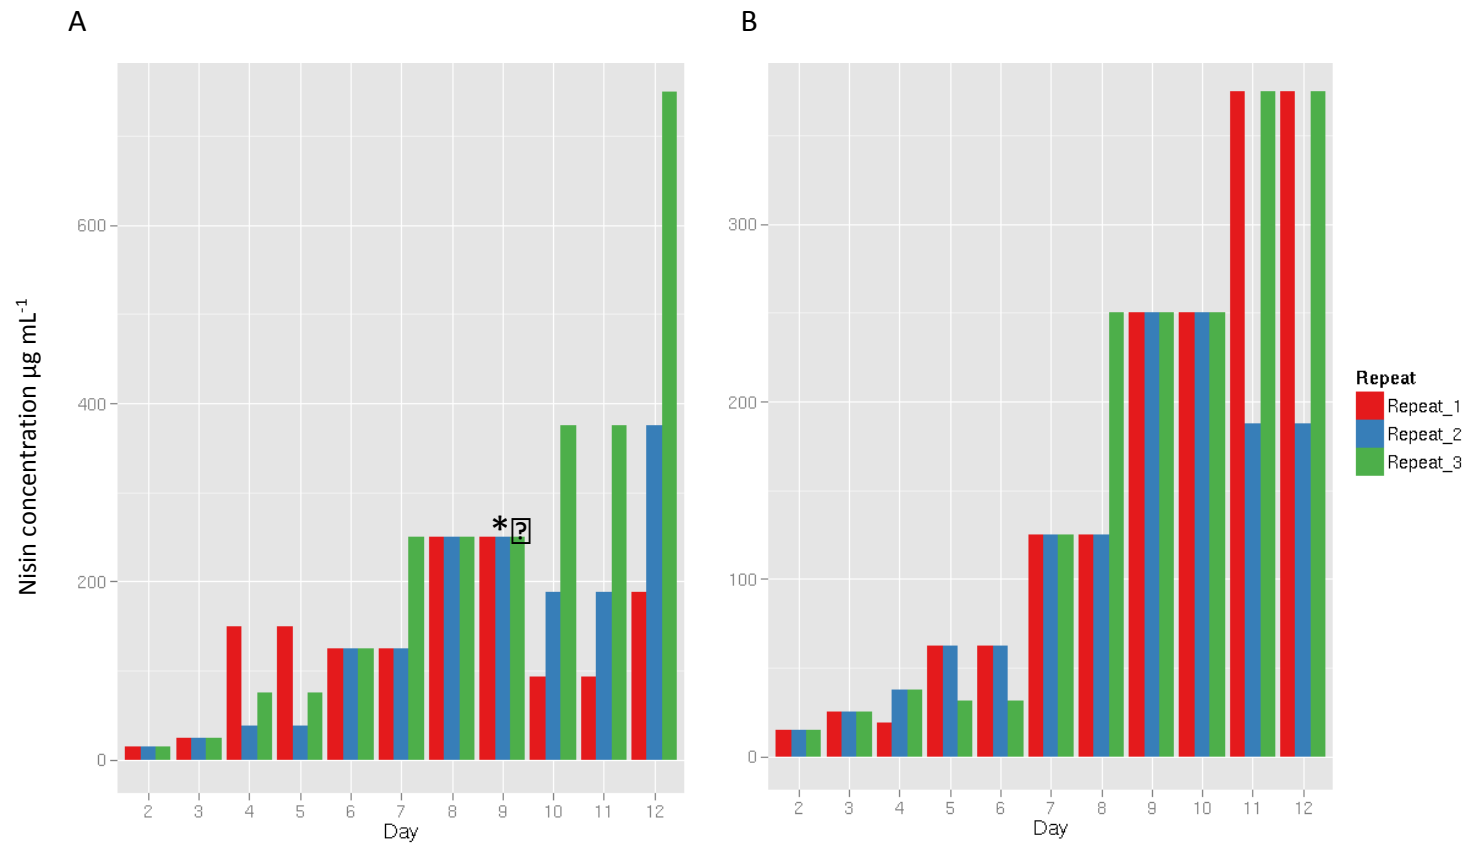 A
B
Nisin concentration µg mL-1
600
400
200
0
* ?
2 3 4 5 6 7 8 9 10 11 12
Day
300
200
100
0
2 3 4 5 6 7 8 9 10 11 12
Day
Repeat
Repeat_1
Repeat_2
Repeat_3